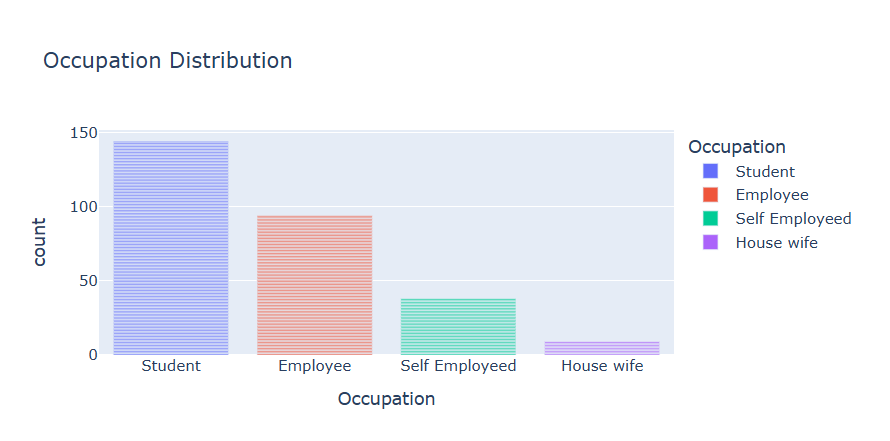 Occupation Distribution
150
100
50
0
count
Student
Employee
Self Employeed
House wife
Occupation
Occupation
Student
Employee
Self Employeed
House wife